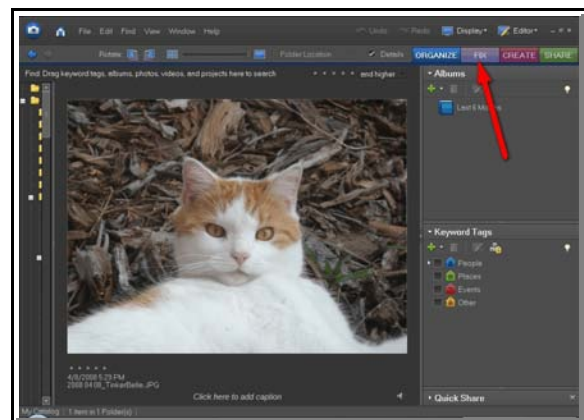 File Edit Find View Window Help
Undo Redo Display Editor
Rotate: Folder Location Details
ORGANIZE FIX CREATE SHARE
Find: Drag keyword tags, albums, photos, videos, and projects here to search
and higher
Albums
Last 6 Months
Keyword Tags
People
Places
Events
Other
4/8/2008 5:29 PM
2008 04 08_TinkerBelle.JPG
Click here to add caption
Quick Share
My Catalog 1 item in 1 Folder(s)